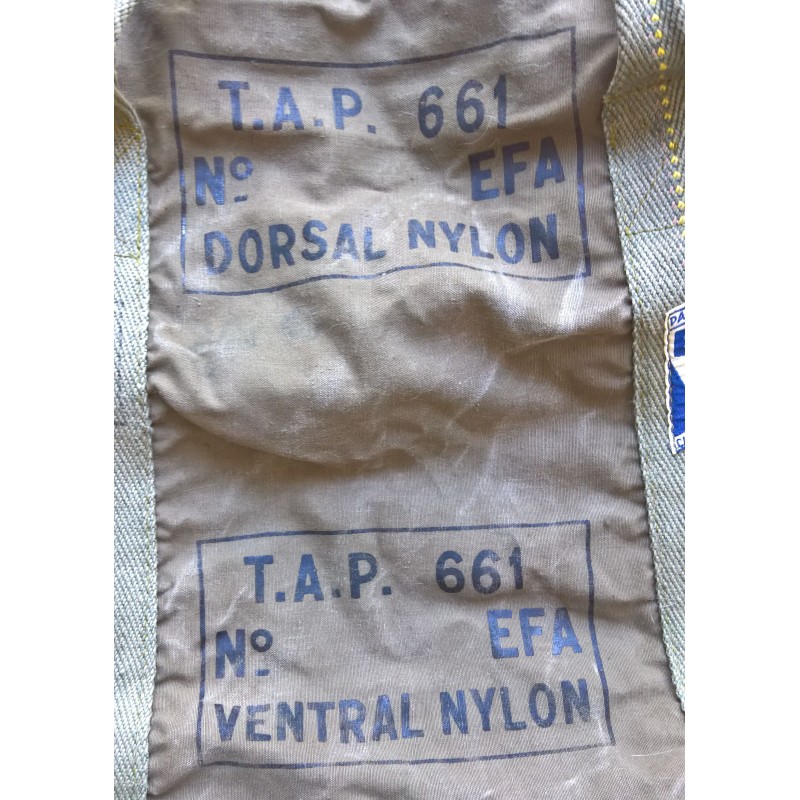 T.A.P. 661
Nº EFA
DORSAL NYLON
T.A.P. 661
Nº EFA
VENTRAL NYLON